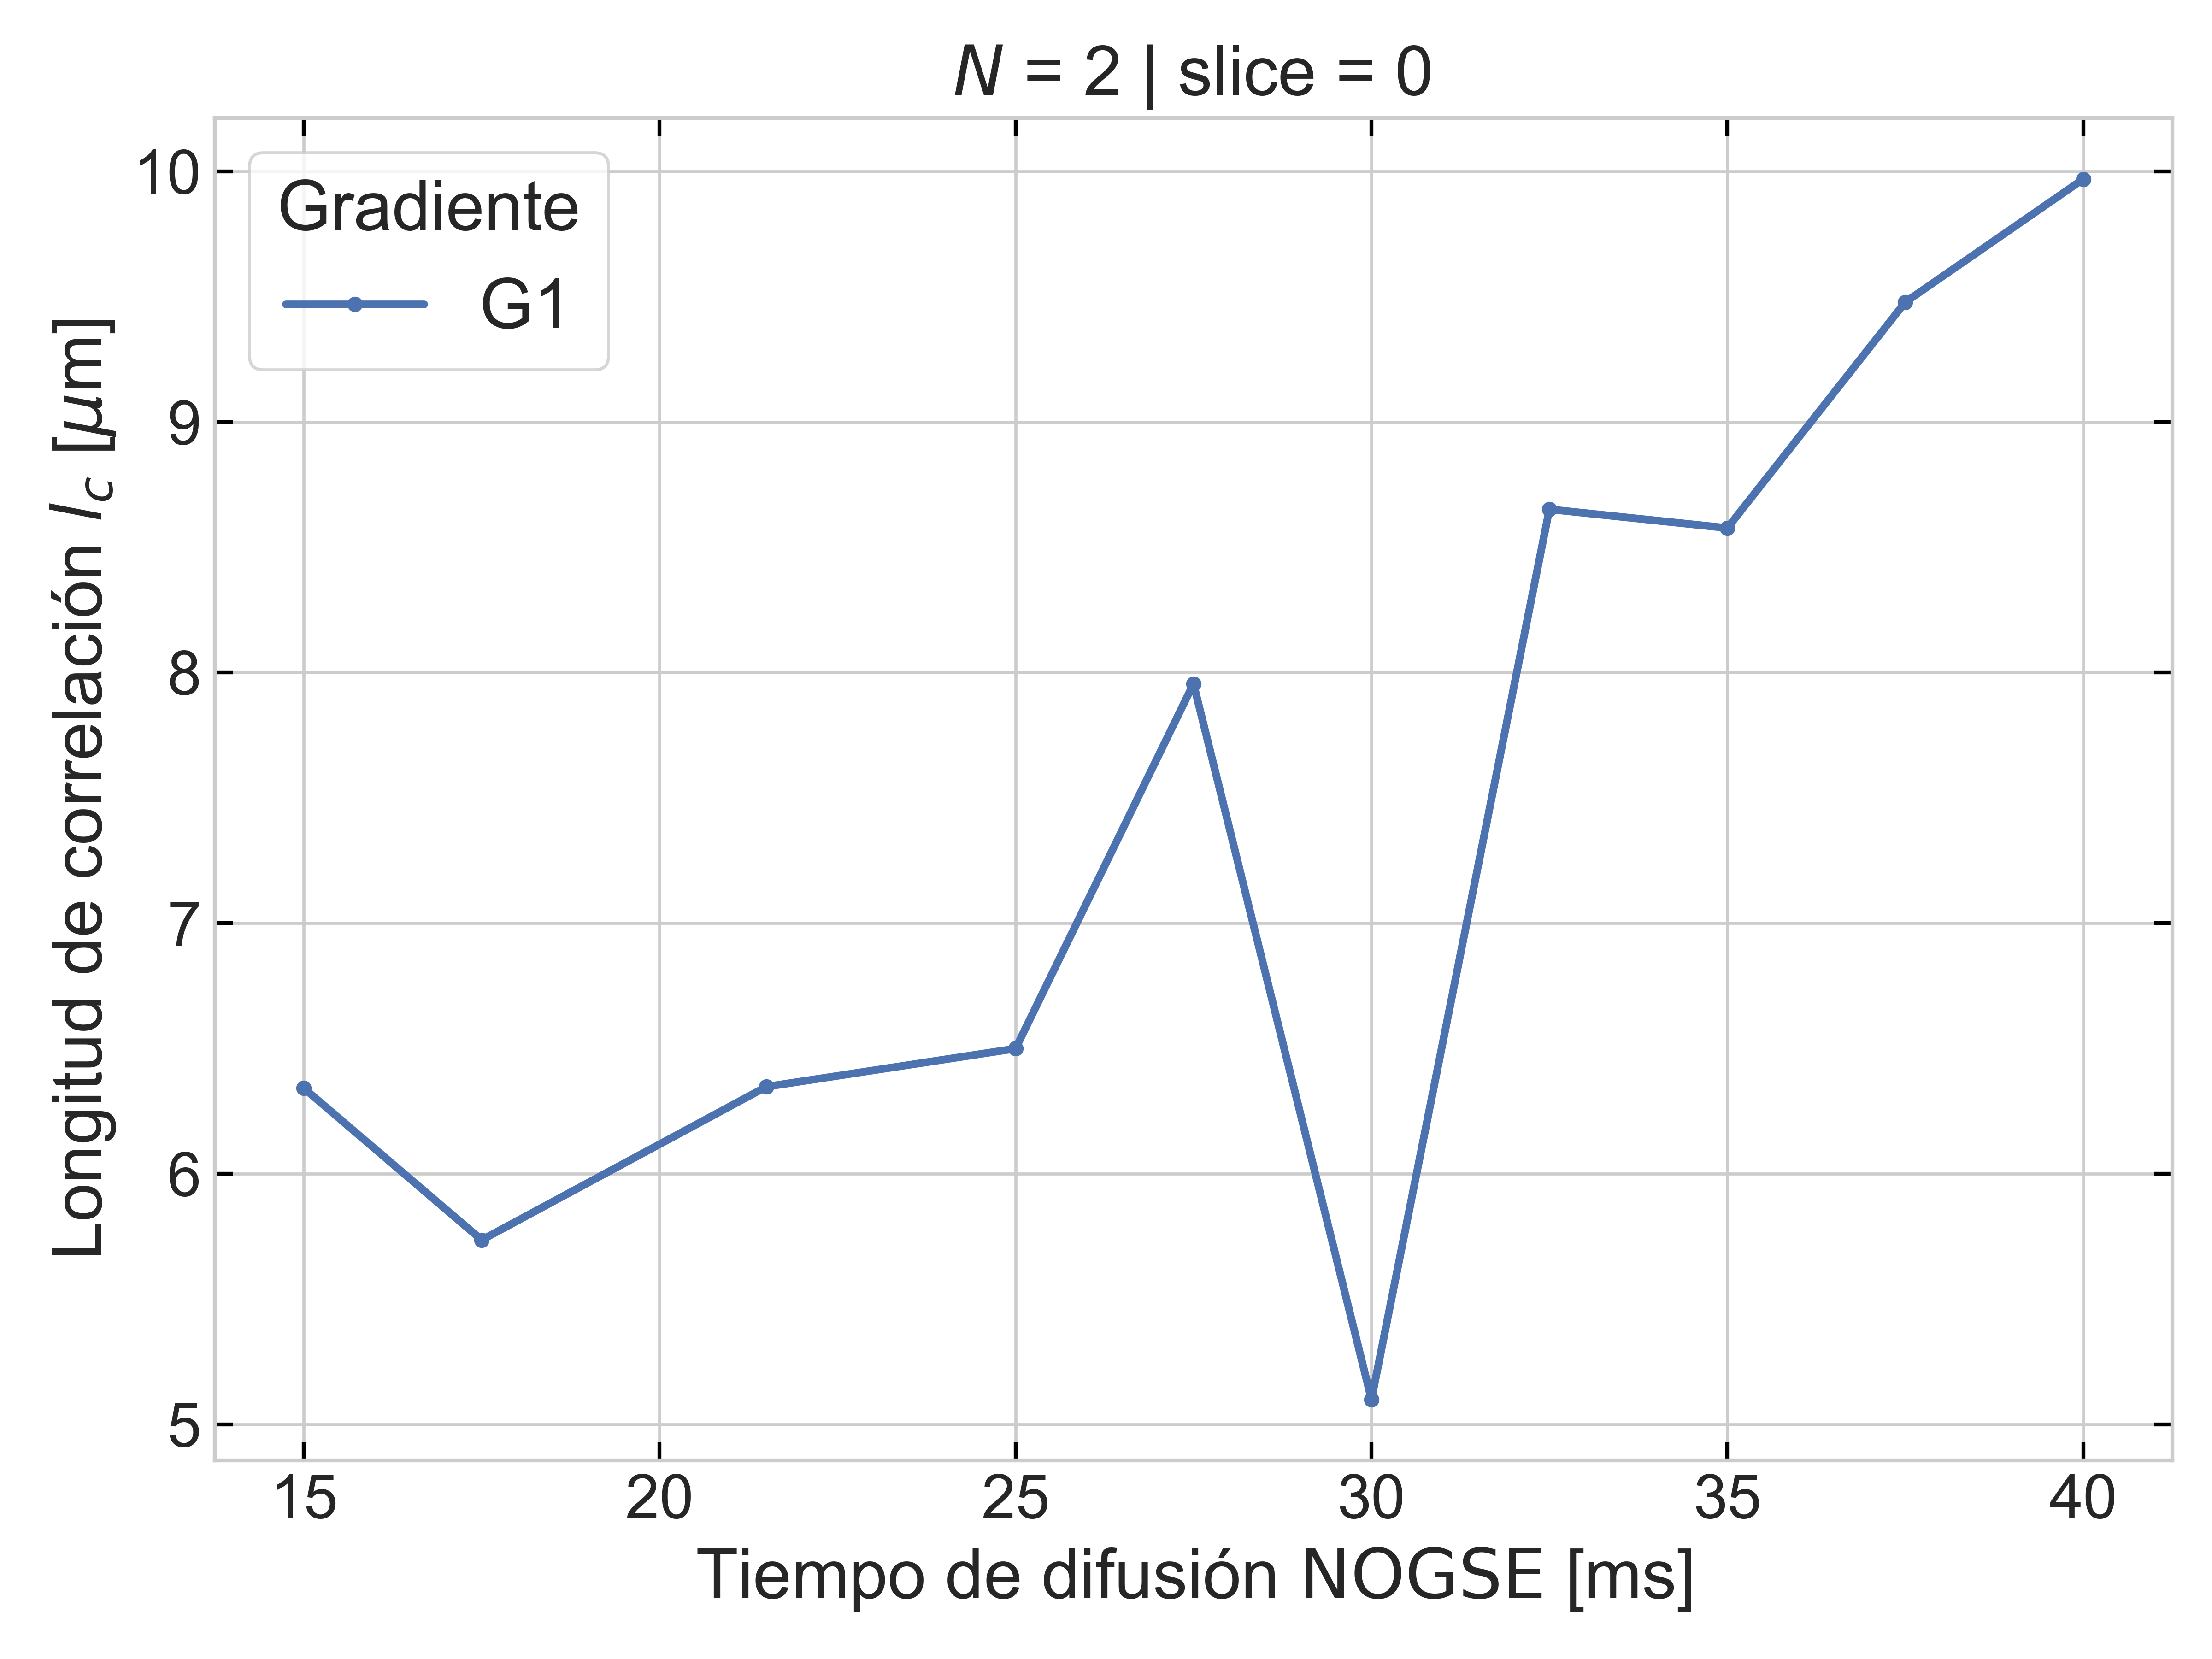 N = 2 | slice = 0
Gradiente
G1
Longitud de correlación l_c [μm]
10
9
8
7
6
5
15 20 25 30 35 40
Tiempo de difusión NOGSE [ms]